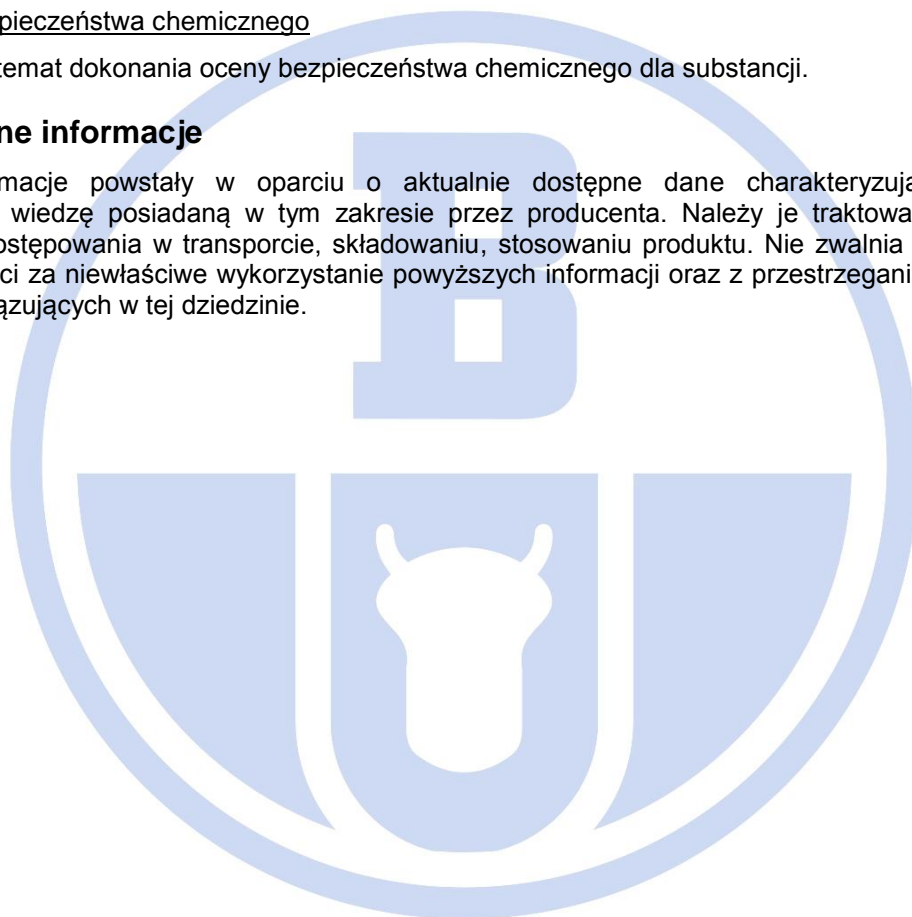 pieczeństwa chemicznego
temat dokonania oceny bezpieczeństwa chemicznego dla substancji.
ne informacje
macje powstały w oparciu o aktualnie dostępne dane charakteryzują
wiedzę posiadaną w tym zakresie przez producenta. Należy je traktowa
ostępowania w transporcie, składowaniu, stosowaniu produktu. Nie zwalnia
ci za niewłaściwe wykorzystanie powyższych informacji oraz z przestrzegani
ązujących w tej dziedzinie.
B